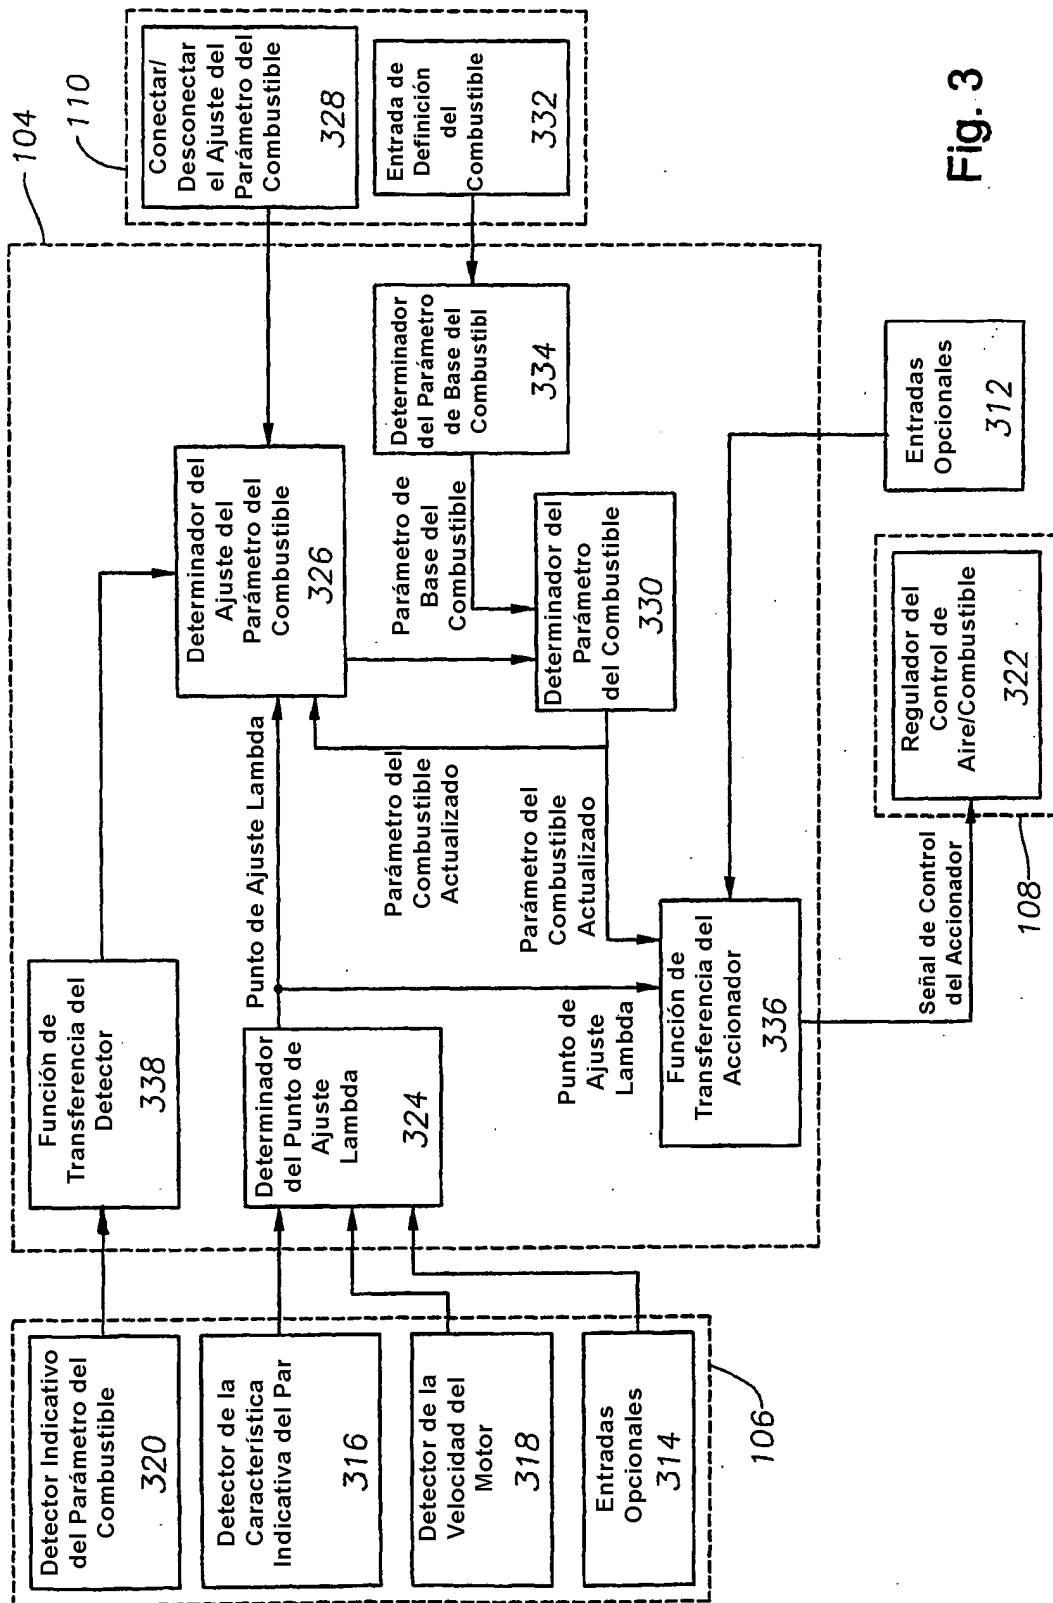 104
110
Conectar/
Desconectar
el Ajuste del
Parámetro del
Combustible
328
Entrada de
Definición
del
Combustible
332
Determinador del
Ajuste del
Parámetro del
Combustible
326
Determinador
del Parámetro
de Base del
Combustibl
334
Parámetro de
Base del
Combustible
Determinador del
Parámetro
del Combustible
330
Función de
Transferencia del
Detector
338
Punto de Ajuste Lambda
Parámetro del
Combustible
Actualizado
Parámetro del
Combustible
Actualizado
Determinador
del Punto de
Ajuste
Lambda
324
Punto de
Ajuste
Lambda
Función de
Transferencia del
Accionador
336
Entradas
Opcionales
312
Regulador del
Control de
Aire/Combustible
322
Señal de Control
del Accionador
108
Detector Indicativo
del Parámetro del
Combustible
320
Detector de la
Característica
Indicativa del Par
316
Detector de la
Velocidad del
Motor
318
Entradas
Opcionales
314
106
Fig. 3